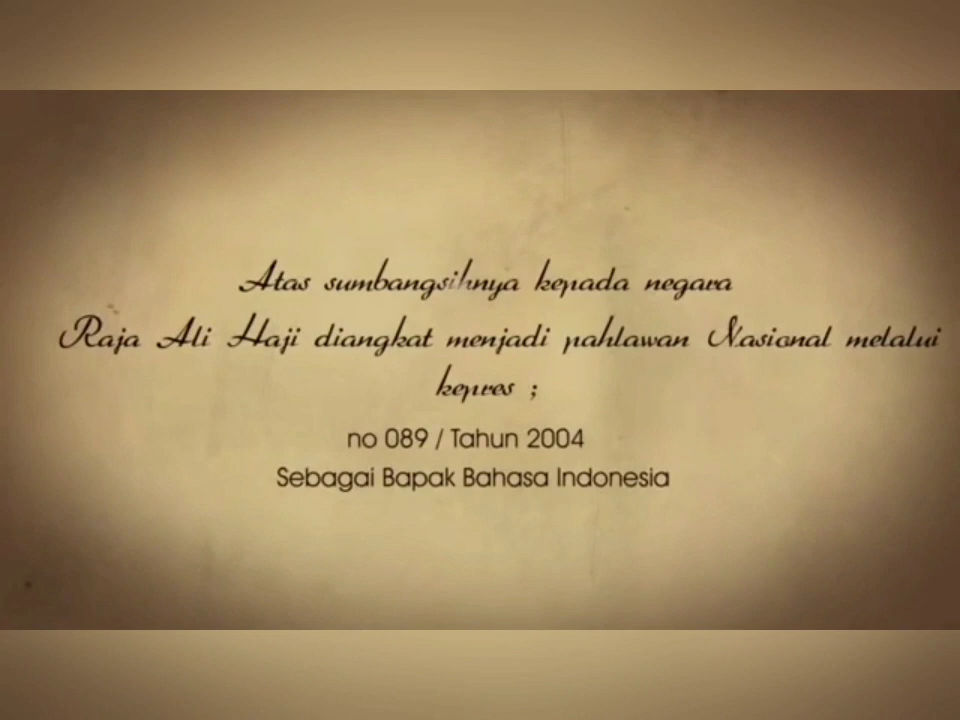 Atas sumbangsihnya kepada negara
Raja Ali Haji diangkat menjadi pahlawan Nasional melalui
kepres ;
no 089 / Tahun 2004
Sebagai Bapak Bahasa Indonesia